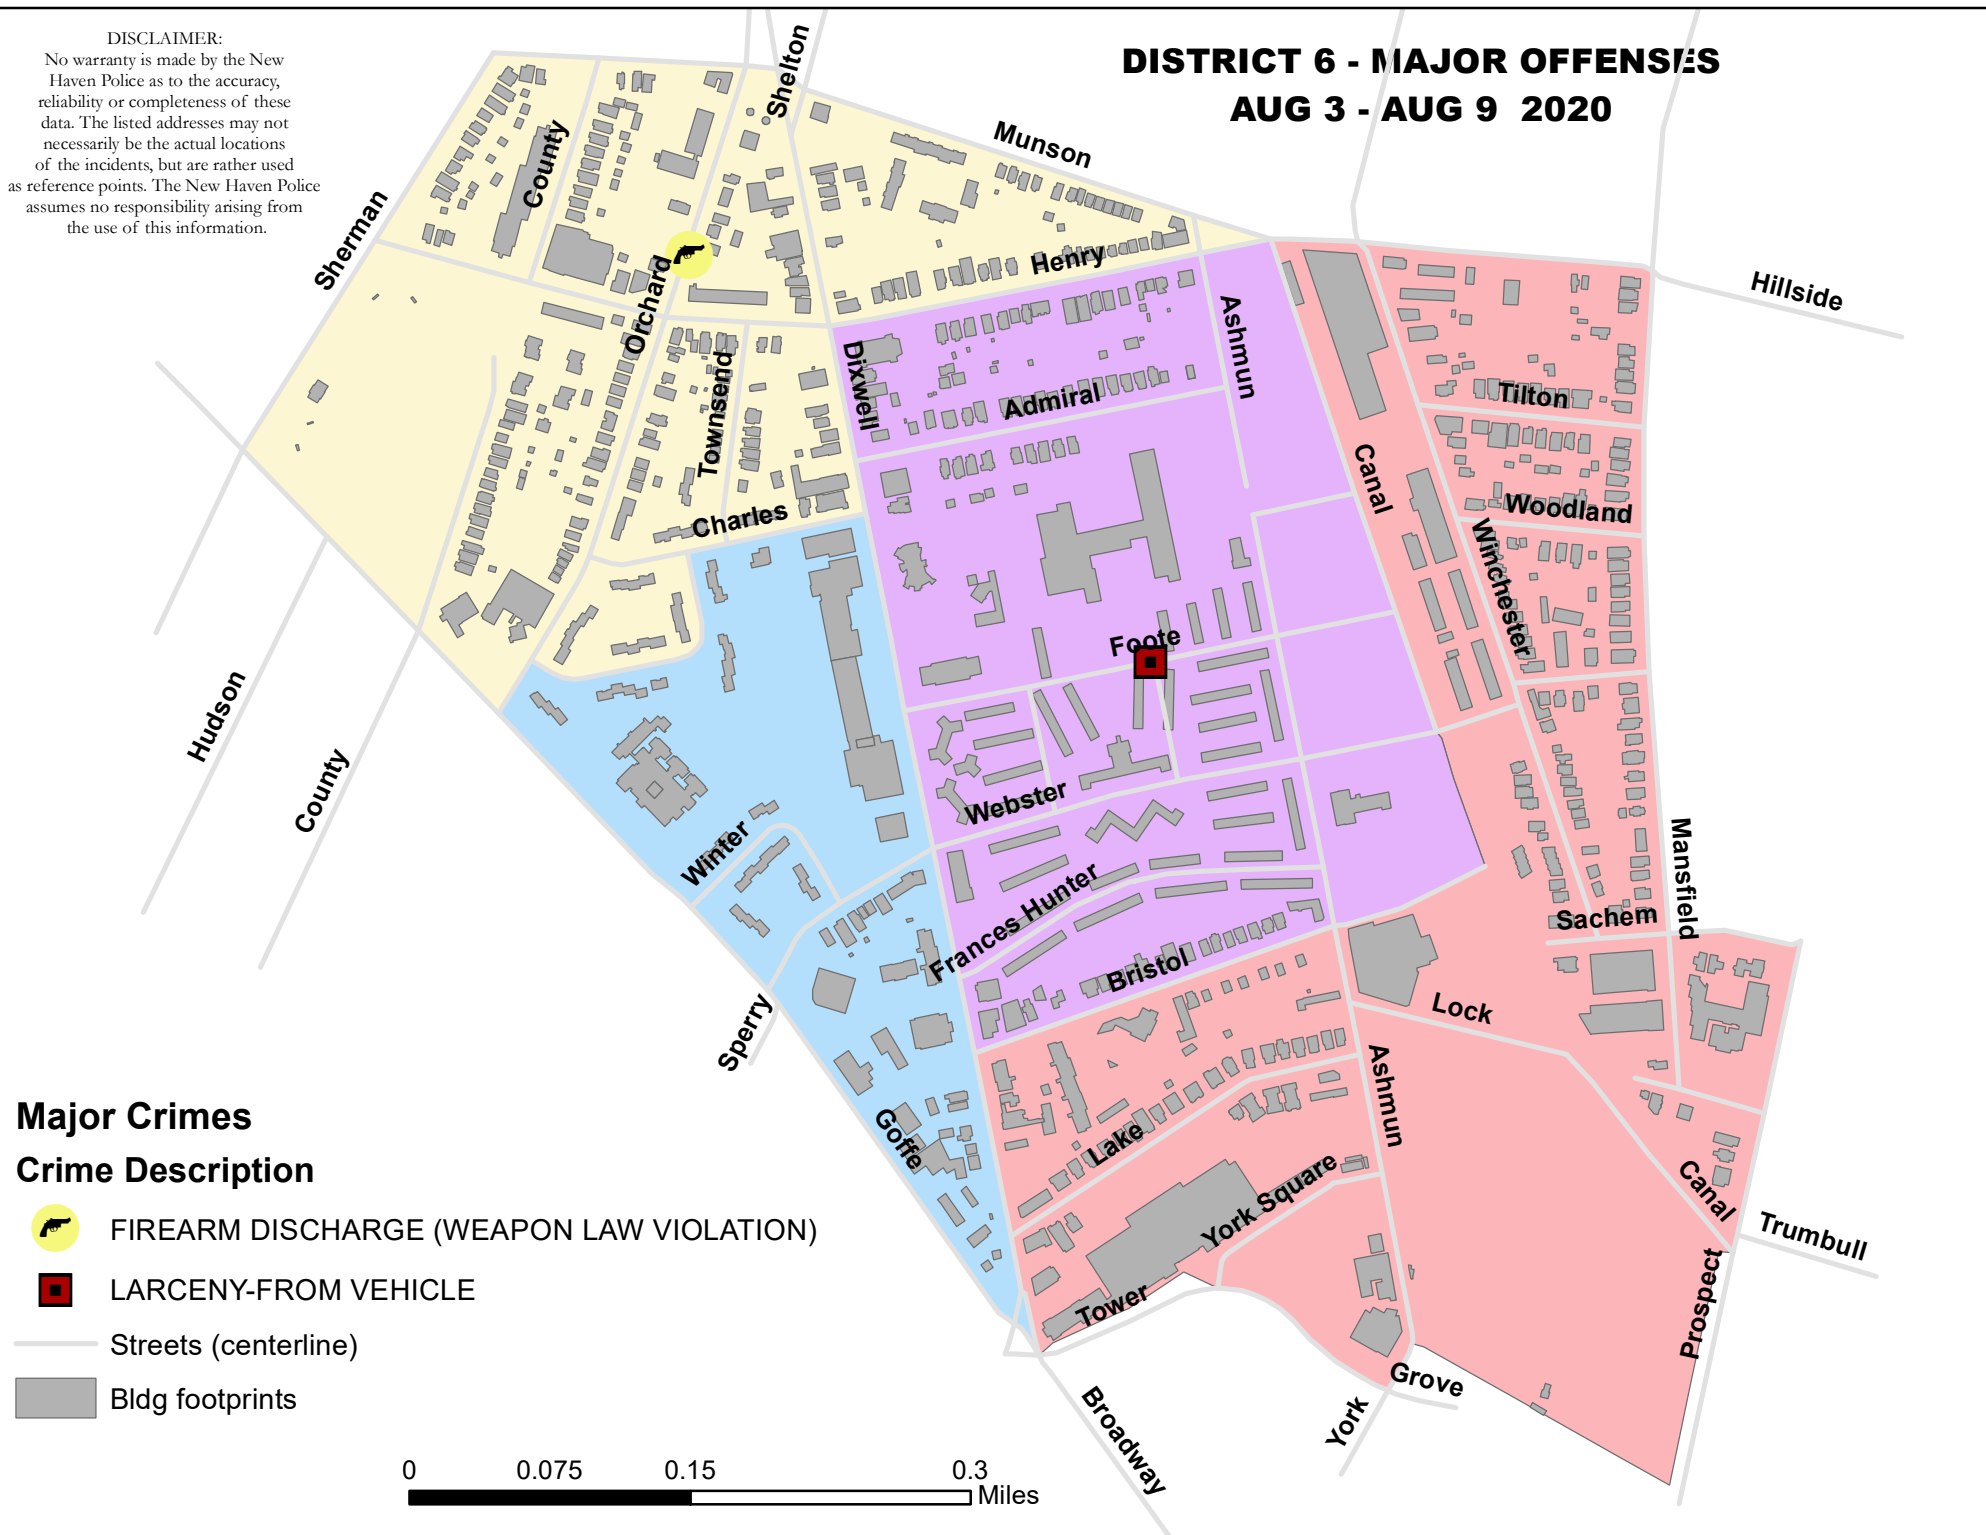 DISCLAIMER:
No warranty is made by the New
Haven Police as to the accuracy,
reliability or completeness of these
data. The listed addresses may not
necessarily be the actual locations
of the incidents, but are rather used
as reference points. The New Haven Police
assumes no responsibility arising from
the use of this information.
DISTRICT 6 - MAJOR OFFENSES
AUG 3 - AUG 9 2020
Shelton
Munson
County
Sherman
Henry
Orchard
Hillside
Ashmun
Dixwell
Townsend
Admiral
Tilton
Canal
Charles
Woodland
Winchester
Foote
Hudson
County
Webster
Winter
Mansfield
Frances Hunter
Sachem
Bristol
Sperry
Lock
Ashmun
Goffe
Lake
York Square
Canal
Trumbull
Tower
Prospect
Grove
York
Broadway
Major Crimes
Crime Description
FIREARM DISCHARGE (WEAPON LAW VIOLATION)
LARCENY-FROM VEHICLE
Streets (centerline)
Bldg footprints
0 0.075 0.15 0.3
Miles